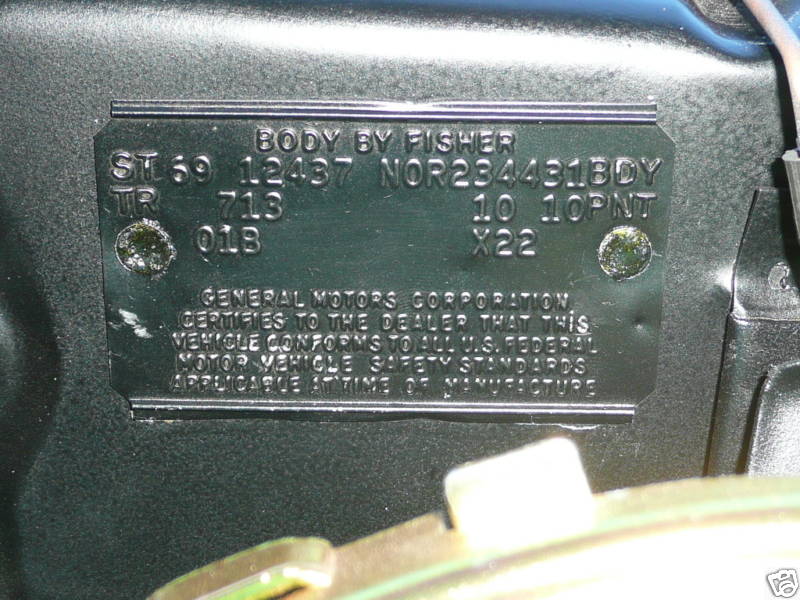 BODY BY FISHER
ST 69 12437 NOR234431BDY
TR 713 10 10PNT
01B X22
GENERAL MOTORS CORPORATION
CERTIFIES TO THE DEALER THAT THIS
VEHICLE CONFORMS TO ALL U.S. FEDERAL
MOTOR VEHICLE SAFETY STANDARDS
APPLICABLE AT TIME OF MANUFACTURE